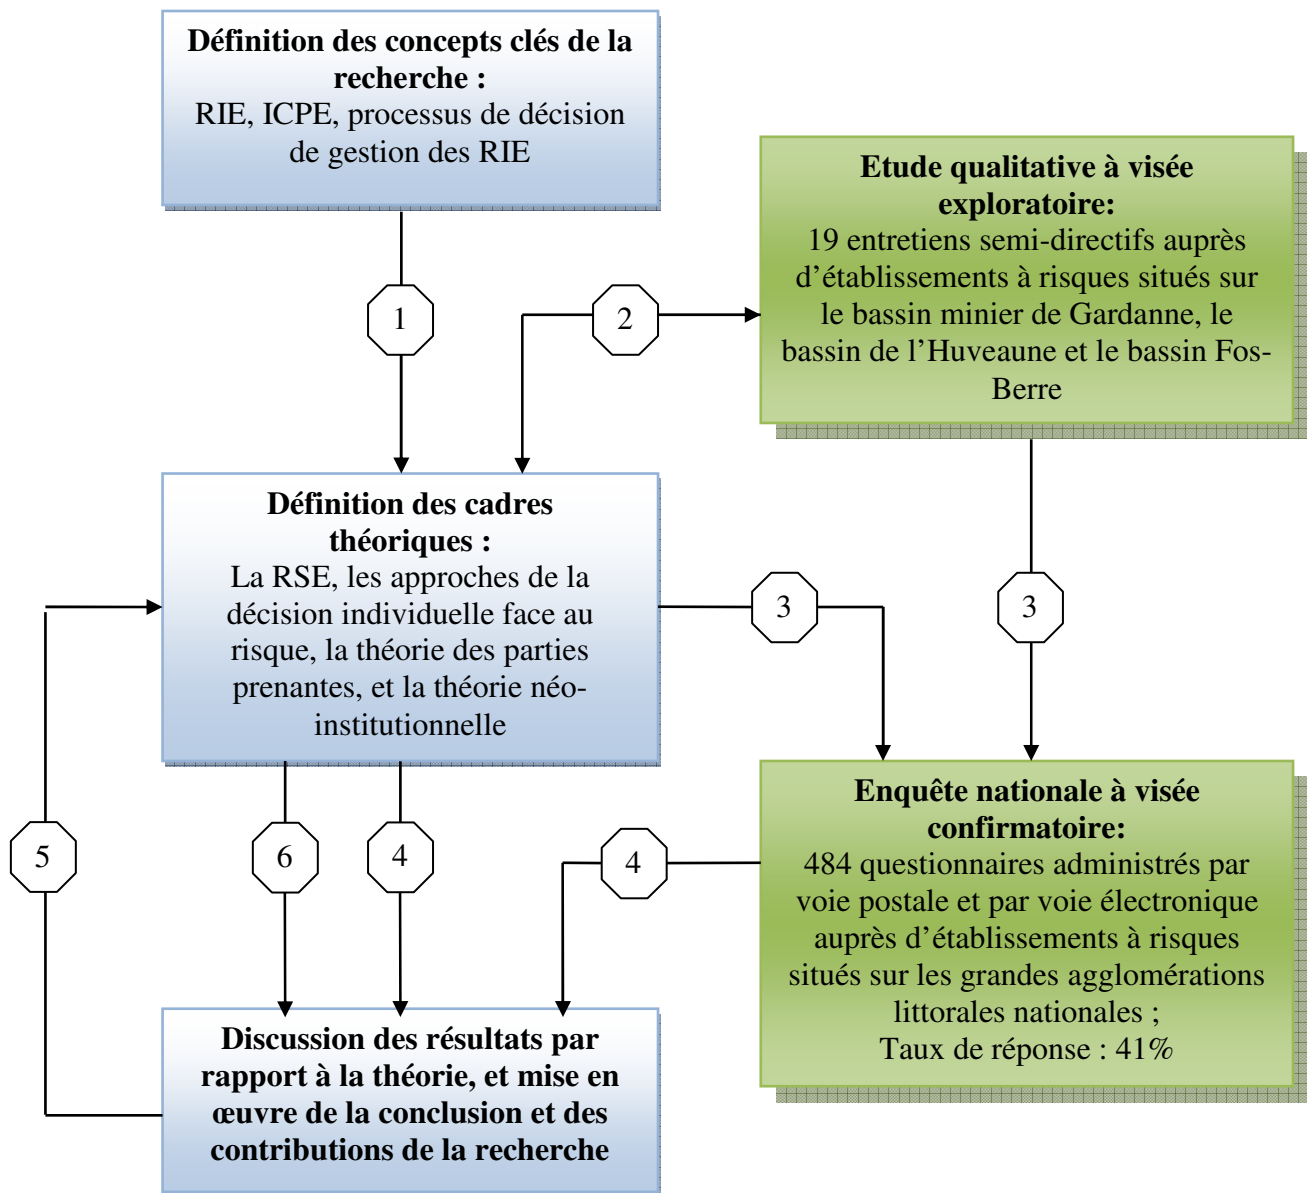 Définition des concepts clés de la
recherche :
RIE, ICPE, processus de décision
de gestion des RIE
Etude qualitative à visée
exploratoire:
19 entretiens semi-directifs auprès
d’établissements à risques situés sur
le bassin minier de Gardanne, le
bassin de l’Huveaune et le bassin Fos-
Berre
1
2
Définition des cadres
théoriques :
La RSE, les approches de la
décision individuelle face au
risque, la théorie des parties
prenantes, et la théorie néo-
institutionnelle
3
3
Enquête nationale à visée
confirmatoire:
484 questionnaires administrés par
voie postale et par voie électronique
auprès d’établissements à risques
situés sur les grandes agglomérations
littorales nationales ;
Taux de réponse : 41%
5
6
4
4
Discussion des résultats par
rapport à la théorie, et mise en
œuvre de la conclusion et des
contributions de la recherche